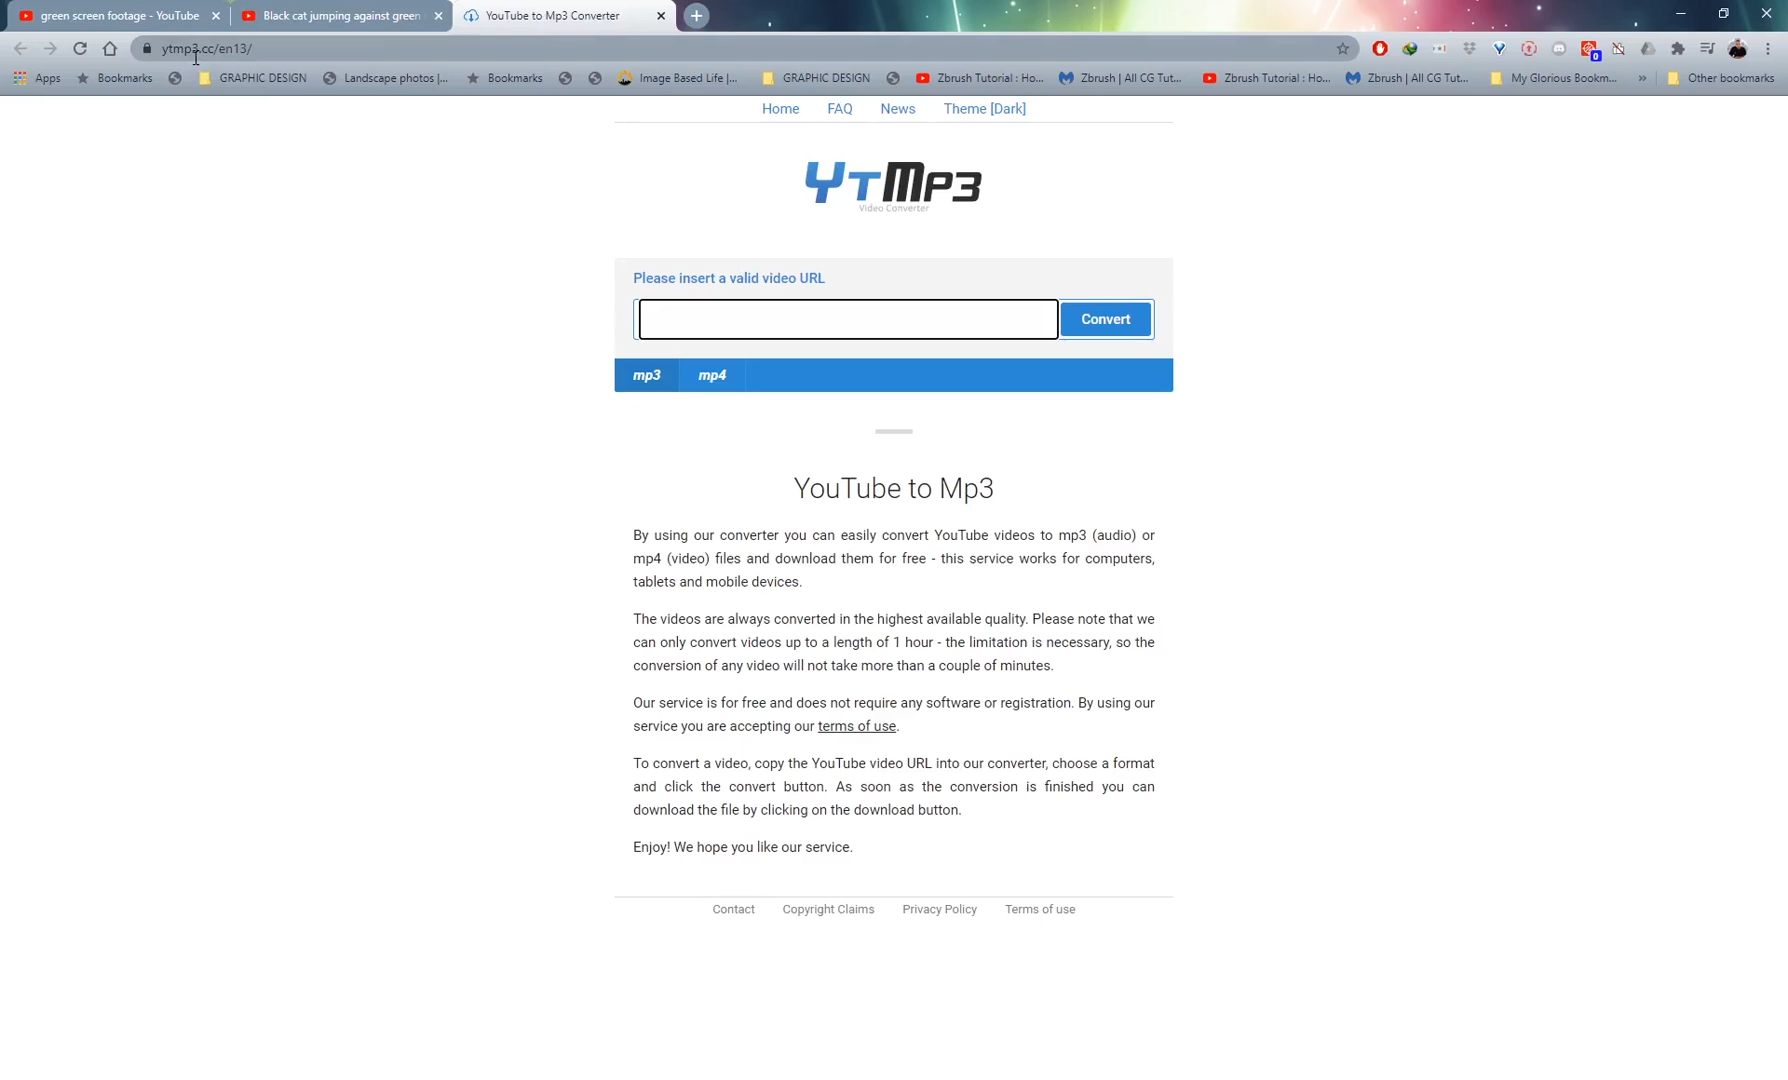 green screen footage - YouTube
Black cat jumping against green
YouTube to Mp3 Converter
ytmp3.cc/en13/
Apps
Bookmarks
GRAPHIC DESIGN
Landscape photos |...
Bookmarks
Image Based Life |...
GRAPHIC DESIGN
Zbrush Tutorial : Ho...
Zbrush | All CG Tut...
Zbrush Tutorial : Ho...
Zbrush | All CG Tut...
My Glorious Bookm...
»
Other bookmarks
0
Home FAQ News Theme [Dark]
YTMP3
Video Converter
Please insert a valid video URL
Convert
mp3 mp4
YouTube to Mp3
By using our converter you can easily convert YouTube videos to mp3 (audio) or
mp4 (video) files and download them for free - this service works for computers,
tablets and mobile devices.
The videos are always converted in the highest available quality. Please note that we
can only convert videos up to a length of 1 hour - the limitation is necessary, so the
conversion of any video will not take more than a couple of minutes.
Our service is for free and does not require any software or registration. By using our
service you are accepting our terms of use.
To convert a video, copy the YouTube video URL into our converter, choose a format
and click the convert button. As soon as the conversion is finished you can
download the file by clicking on the download button.
Enjoy! We hope you like our service.
Contact Copyright Claims Privacy Policy Terms of use